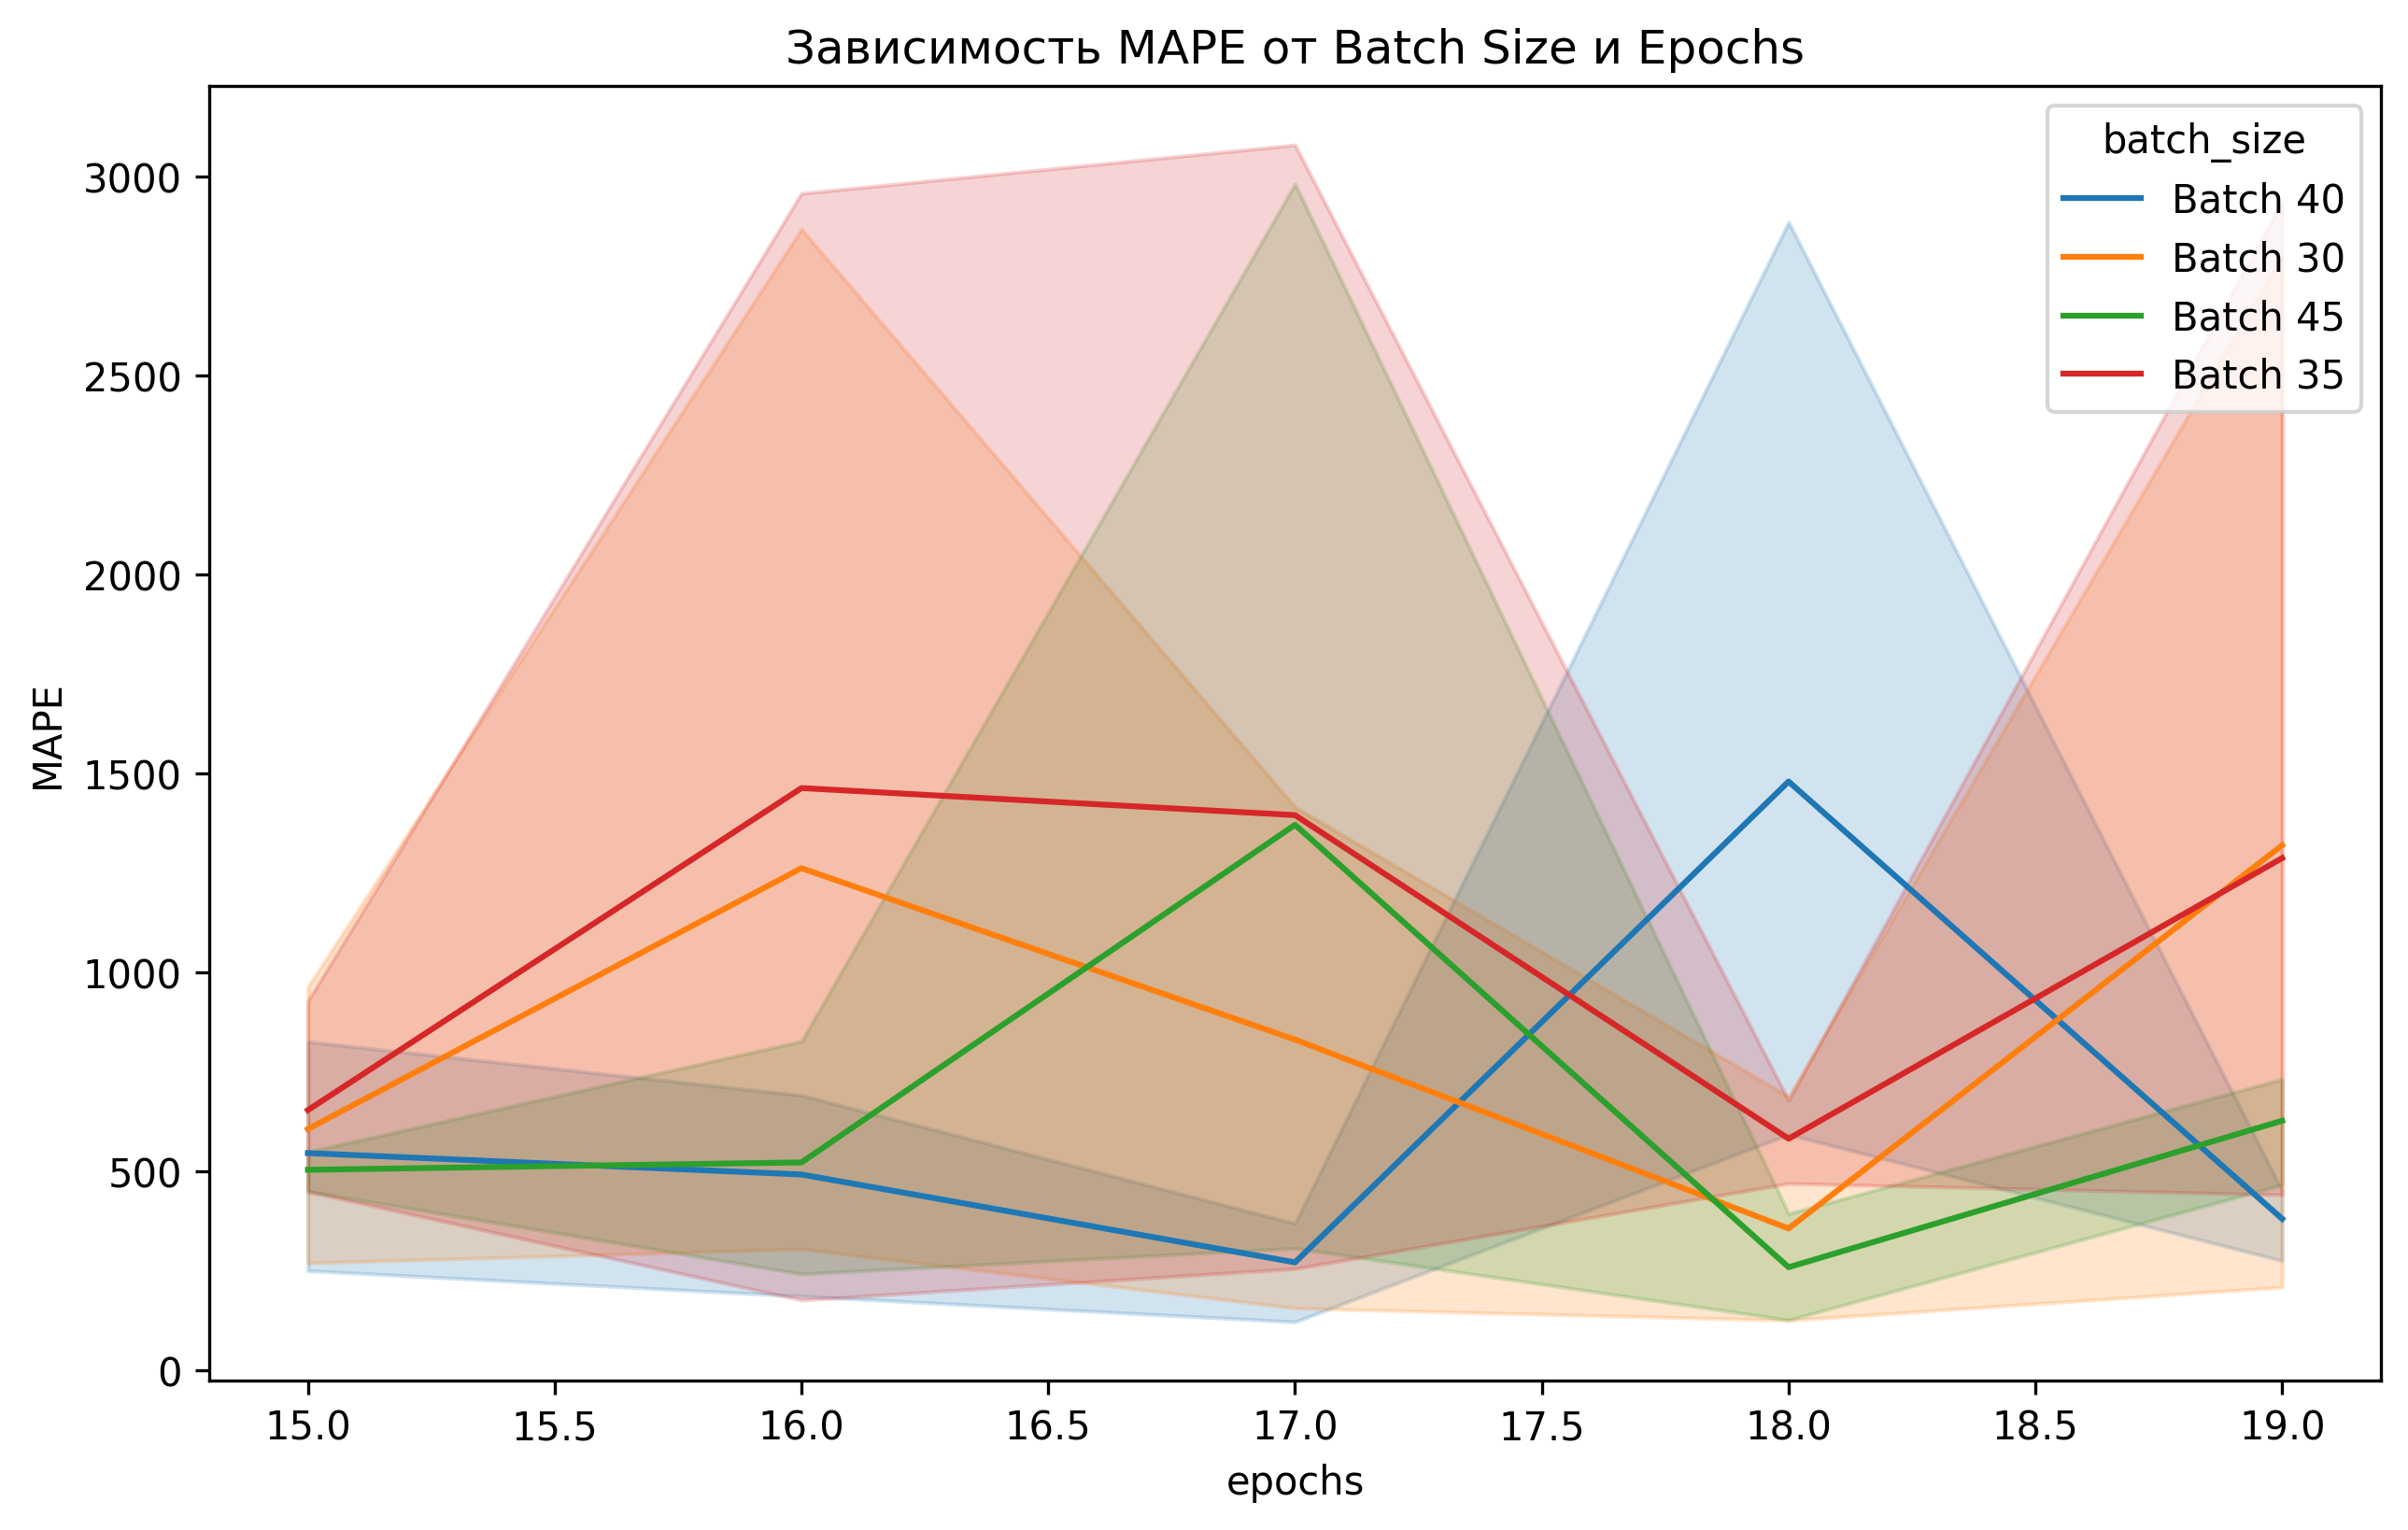 Зависимость MAPE от Batch Size и Epochs
batch_size
Batch 40
Batch 30
Batch 45
Batch 35
MAPE
3000
2500
2000
1500
1000
500
0
15.0 15.5 16.0 16.5 17.0 17.5 18.0 18.5 19.0
epochs